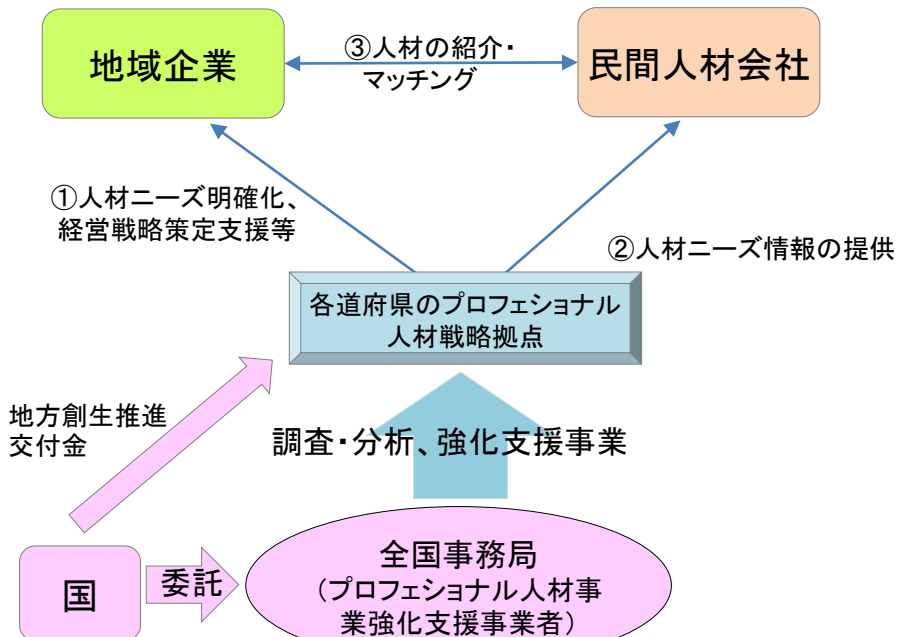 地域企業
③人材の紹介・
マッチング
民間人材会社
①人材ニーズ明確化、
経営戦略策定支援等
②人材ニーズ情報の提供
各道府県のプロフェショナル
人材戦略拠点
地方創生推進
交付金
調査・分析、強化支援事業
国
委託
全国事務局
（プロフェショナル人材事
業強化支援事業者）